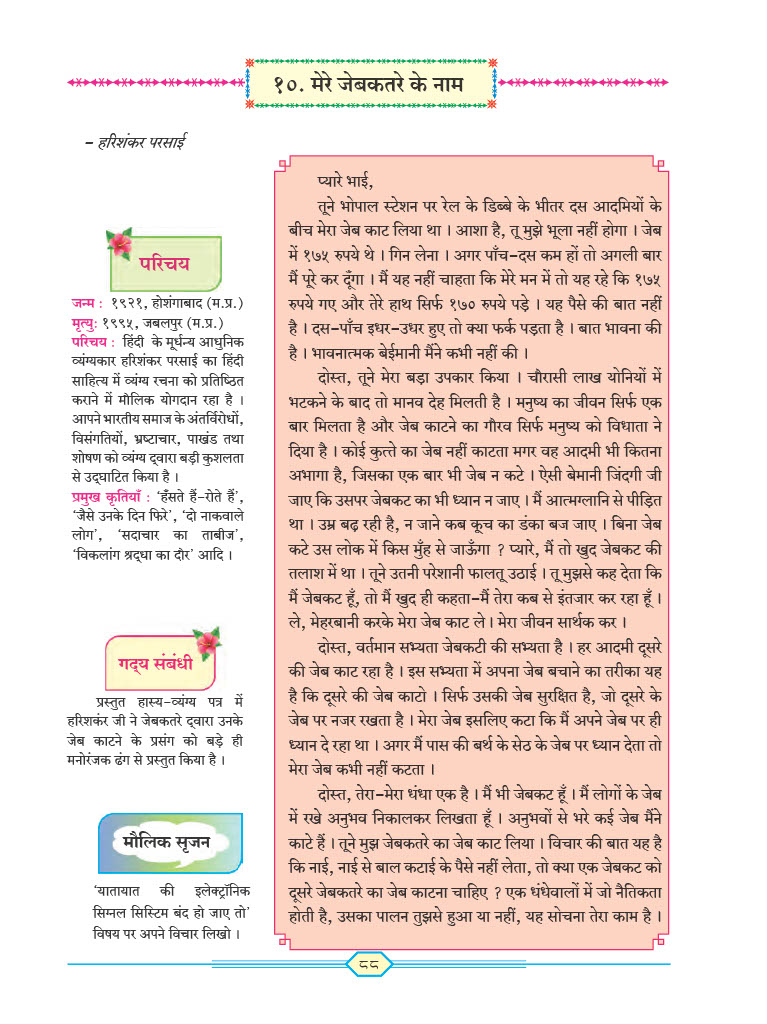 १०. मेरे जेबकतरे के नाम
– हरिशंकर परसाई
परिचय
जन्म : १९२१, होशंगाबाद (म.प्र.)
मृत्यु: १९९५, जबलपुर (म.प्र.)
परिचय : हिंदी के मूर्धन्य आधुनिक
व्यंग्यकार हरिशंकर परसाई का हिंदी
साहित्य में व्यंग्य रचना को प्रतिष्ठित
कराने में मौलिक योगदान रहा है ।
आपने भारतीय समाज के अंतर्विरोधों,
विसंगतियों, भ्रष्टाचार, पाखंड तथा
शोषण को व्यंग्य द्‌वारा बड़ी कुशलता
से उद्‌घाटित किया है ।
प्रमुख कृतियाँ : ‘हँसते हैं-रोते हैं’,
‘जैसे उनके दिन फिरे’, ‘दो नाकवाले
लोग’, ‘सदाचार का ताबीज’,
‘विकलांग श्रद्‌धा का दौर’ आदि ।
गद्‌य संबंधी
प्रस्तुत हास्य-व्यंग्य पत्र में
हरिशकंर जी ने जेबकतरे द्‌वारा उनके
जेब काटने के प्रसंग को बड़े ही
मनोरंजक ढंग से प्रस्तुत किया है ।
मौलिक सृजन
‘यातायात की इलेक्ट्रॉनिक
सिग्नल सिस्टिम बंद हो जाए तो’
विषय पर अपने विचार लिखो ।
प्यारे भाई,
तूने भोपाल स्टेशन पर रेल के डिब्बे के भीतर दस आदमियों के
बीच मेरा जेब काट लिया था । आशा है, तू मुझे भूला नहीं होगा । जेब
में १७५ रुपये थे । गिन लेना । अगर पाँच-दस कम हों तो अगली बार
मैं पूरे कर दूँगा । मैं यह नहीं चाहता कि मेरे मन में तो यह रहे कि १७५
रुपये गए और तेरे हाथ सिर्फ १७० रुपये पड़े । यह पैसे की बात नहीं
है । दस-पाँच इधर-उधर हुए तो क्या फर्क पड़ता है । बात भावना की
है । भावनात्मक बेईमानी मैंने कभी नहीं की ।
दोस्त, तूने मेरा बड़ा उपकार किया । चौरासी लाख योनियों में
भटकने के बाद तो मानव देह मिलती है । मनुष्य का जीवन सिर्फ एक
बार मिलता है और जेब काटने का गौरव सिर्फ मनुष्य को विधाता ने
दिया है । कोई कुत्ते का जेब नहीं काटता मगर वह आदमी भी कितना
अभागा है, जिसका एक बार भी जेब न कटे । ऐसी बेमानी जिंदगी जी
जाए कि उसपर जेबकट का भी ध्यान न जाए । मैं आत्मग्लानि से पीड़ित
था । उम्र बढ़ रही है, न जाने कब कूच का डंका बज जाए । बिना जेब
कटे उस लोक में किस मुँह से जाऊँगा ? प्यारे, मैं तो खुद जेबकट की
तलाश में था । तूने उतनी परेशानी फालतू उठाई । तू मुझसे कह देता कि
मैं जेबकट हूँ, तो मैं खुद ही कहता-मैं तेरा कब से इंतजार कर रहा हूँ ।
ले, मेहरबानी करके मेरा जेब काट ले । मेरा जीवन सार्थक कर ।
दोस्त, वर्तमान सभ्यता जेबकटी की सभ्यता है । हर आदमी दूसरे
की जेब काट रहा है । इस सभ्यता में अपना जेब बचाने का तरीका यह
है कि दूसरे की जेब काटो । सिर्फ उसकी जेब सुरक्षित है, जो दूसरे के
जेब पर नजर रखता है । मेरा जेब इसलिए कटा कि मैं अपने जेब पर ही
ध्यान दे रहा था । अगर मैं पास की बर्थ के सेठ के जेब पर ध्यान देता तो
मेरा जेब कभी नहीं कटता ।
दोस्त, तेरा-मेरा धंधा एक है । मैं भी जेबकट हूँ । मैं लोगों के जेब
में रखे अनुभव निकालकर लिखता हूँ । अनुभवों से भरे कई जेब मैंने
काटे हैं । तूने मुझ जेबकतरे का जेब काट लिया । विचार की बात यह है
कि नाई, नाई से बाल कटाई के पैसे नहीं लेता, तो क्या एक जेबकट को
दूसरे जेबकतरे का जेब काटना चाहिए ? एक धंधेवालों में जो नैतिकता
होती है, उसका पालन तुझसे हुआ या नहीं, यह सोचना तेरा काम है ।
८८